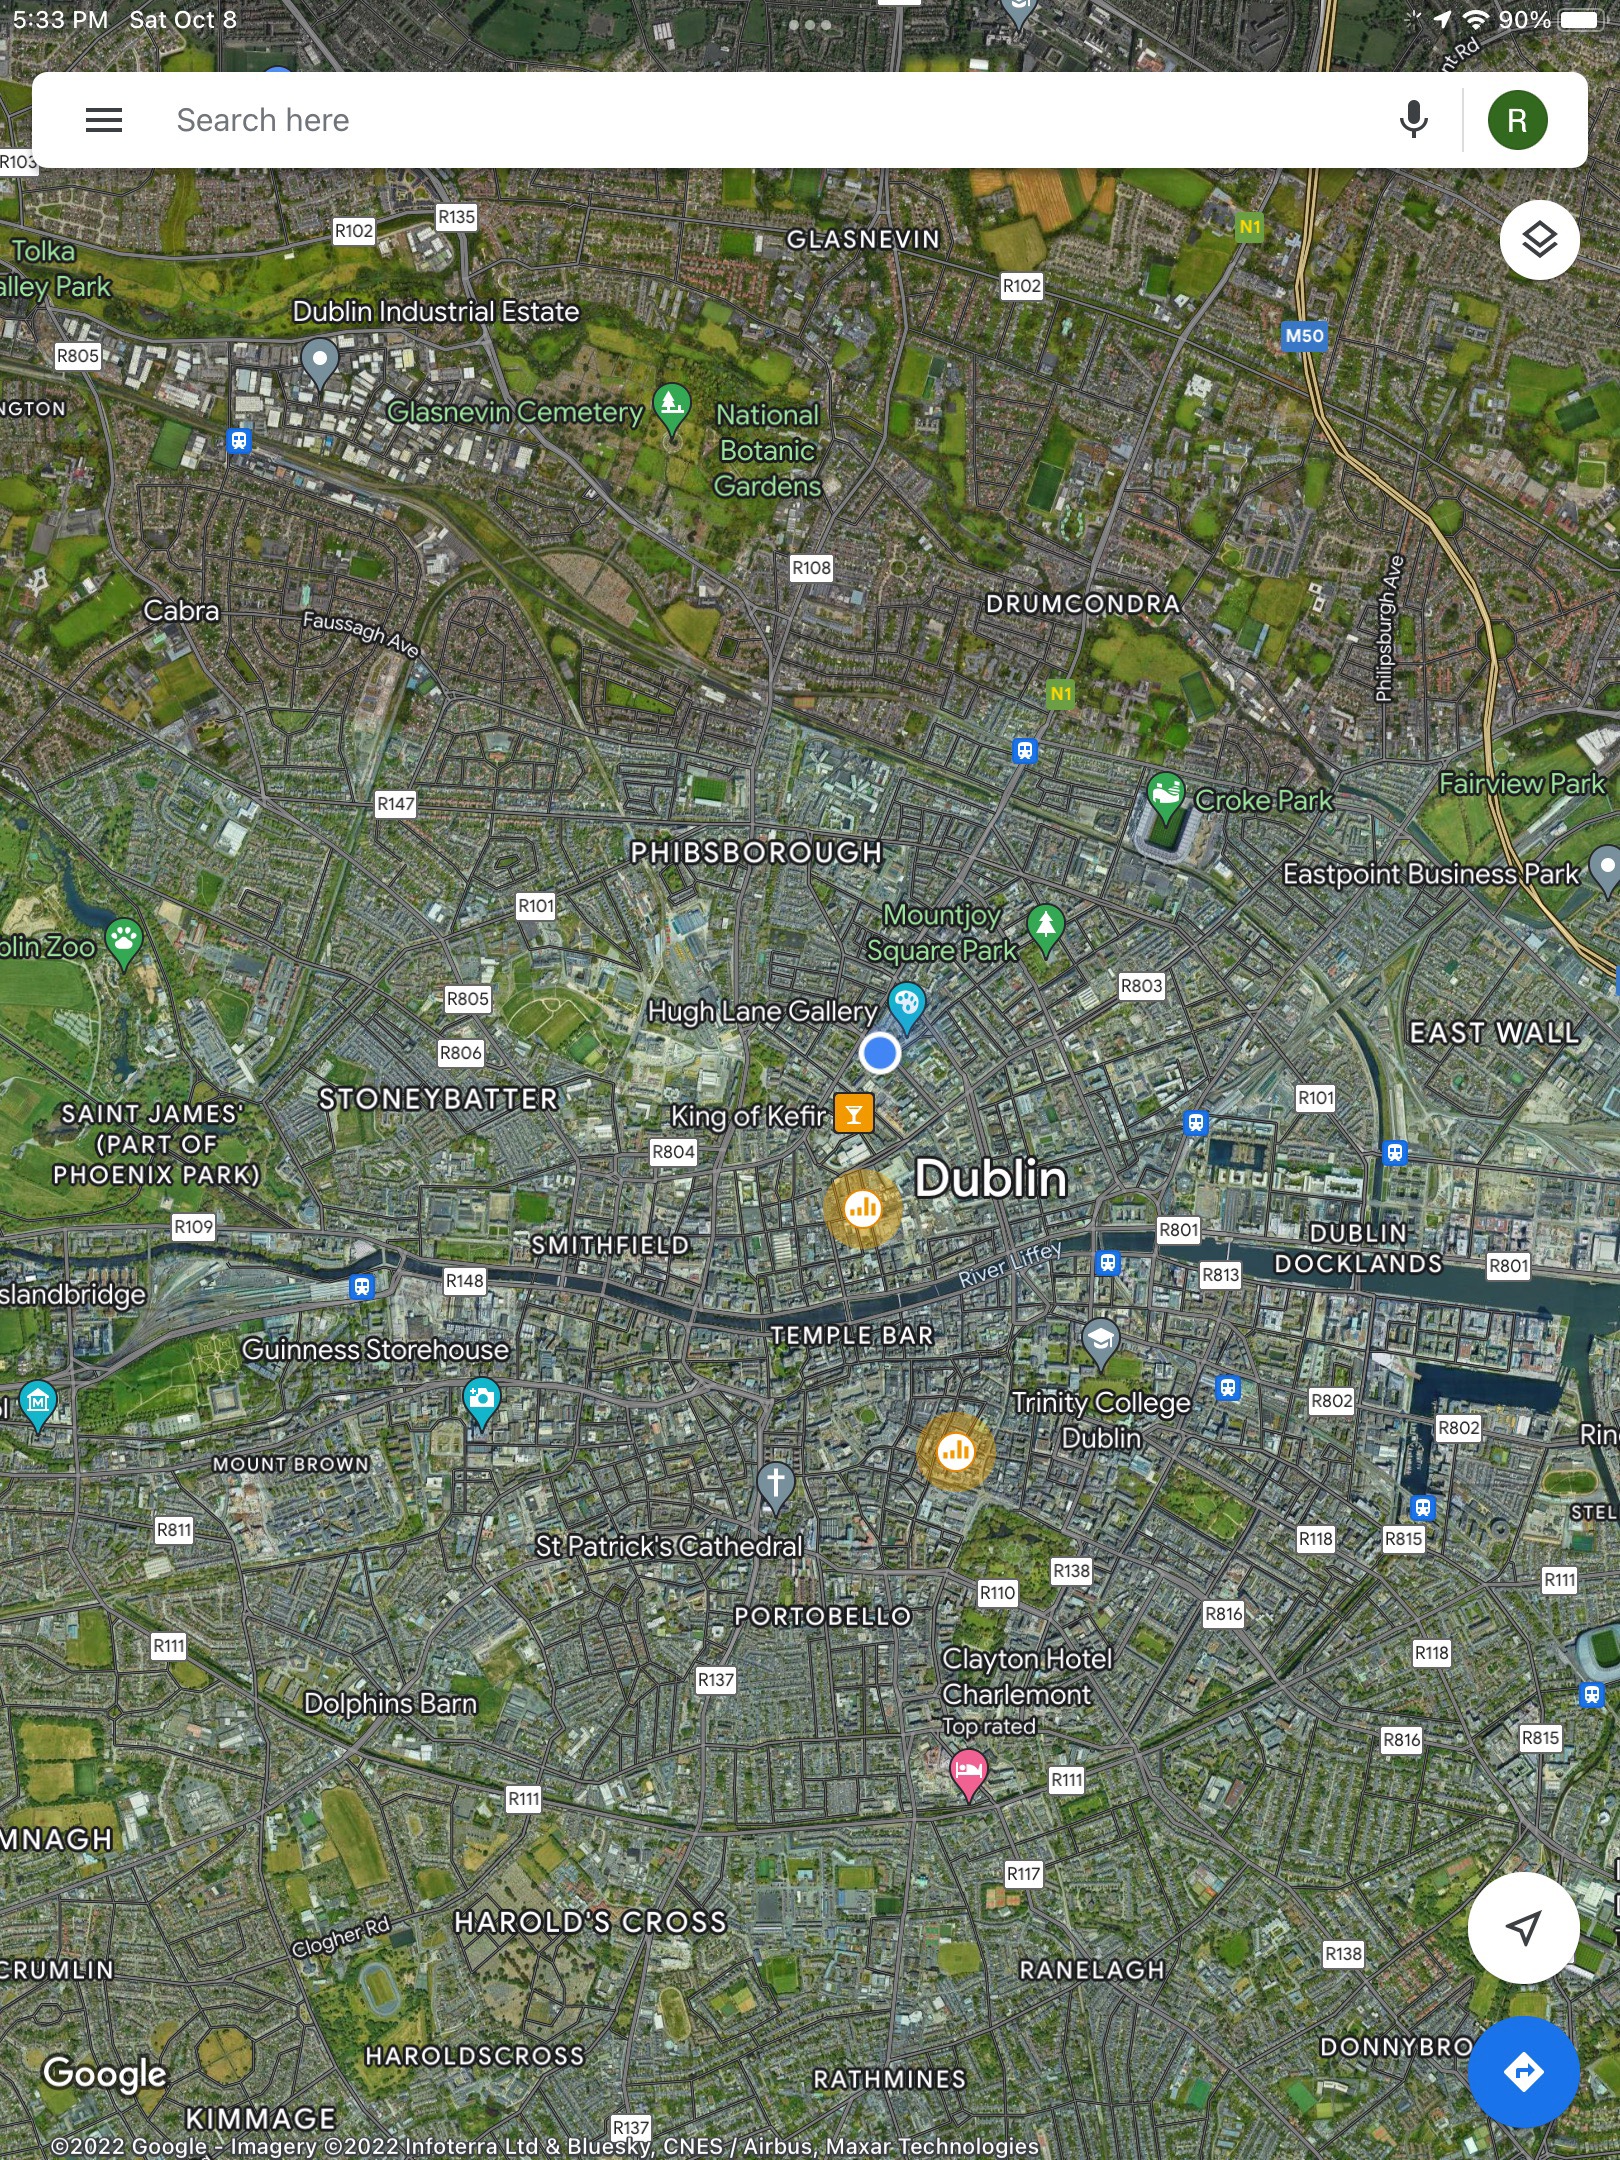 5:33 PM Sat Oct 8
90%
nt Rd
Search here
R
R103
R135
R102
N1
GLASNEVIN
Tolka
alley Park
R102
Dublin Industrial Estate
M50
R805
NGTON
Glasnevin Cemetery
National
Botanic
Gardens
R108
Philipsburgh Ave
Cabra
Faussagh Ave
DRUMCONDRA
N1
Fairview Park
Croke Park
R147
PHIBSBOROUGH
Eastpoint Business Park
R101
Mountjoy
Square Park
olin Zoo
R803
R805
Hugh Lane Gallery
EAST WALL
R806
STONEYBATTER
R101
SAINT JAMES'
(PART OF
PHOENIX PARK)
King of Kefir
R804
Dublin
R109
R801
DUBLIN
DOCKLANDS
SMITHFIELD
River Liffey
R801
R148
R813
slandbridge
TEMPLE BAR
Guinness Storehouse
ol
M
Trinity College
Dublin
R802
R802
Rin
MOUNT BROWN
STEL
R811
R118
R815
St Patrick's Cathedral
R138
R111
R110
PORTOBELLO
R816
R111
R118
Clayton Hotel
Charlemont
Top rated
R137
Dolphins Barn
R816
R815
R111
R111
MNAGH
R117
HAROLD'S CROSS
Clogher Rd
R138
CRUMLIN
RANELAGH
DONNYBRO
HAROLDSCROSS
Google
RATHMINES
KIMMAGE
R137
©2022 Google - Imagery ©2022 Infoterra Ltd & Bluesky, CNES / Airbus, Maxar Technologies